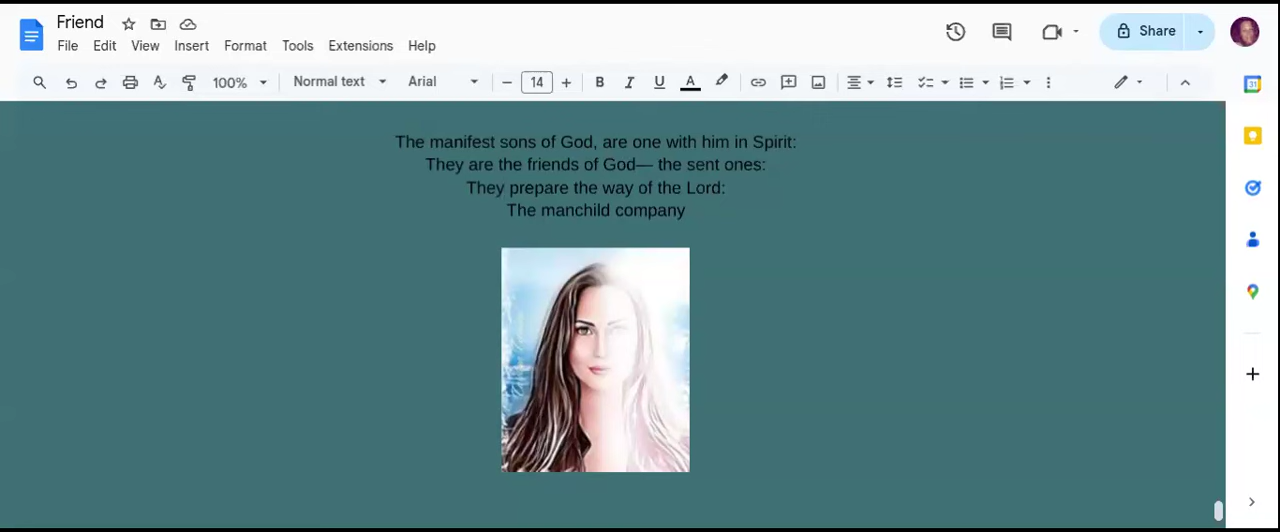 Friend
File Edit View Insert Format Tools Extensions Help
Share
100% Normal text Arial 14 B I U A
31
The manifest sons of God, are one with him in Spirit:
They are the friends of God— the sent ones:
They prepare the way of the Lord:
The manchild company